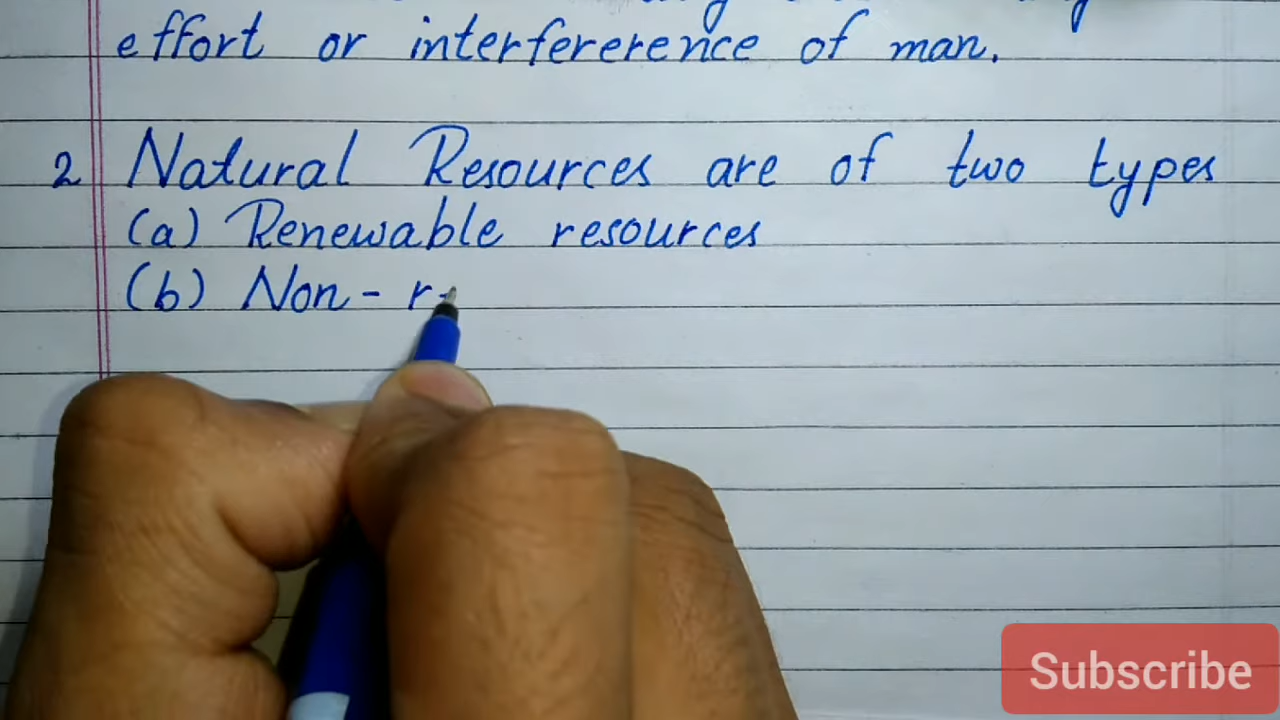 effort or interfererence of man.
2 Natural Resources are of two types
(a) Renewable resources
(b) Non - r
Subscribe